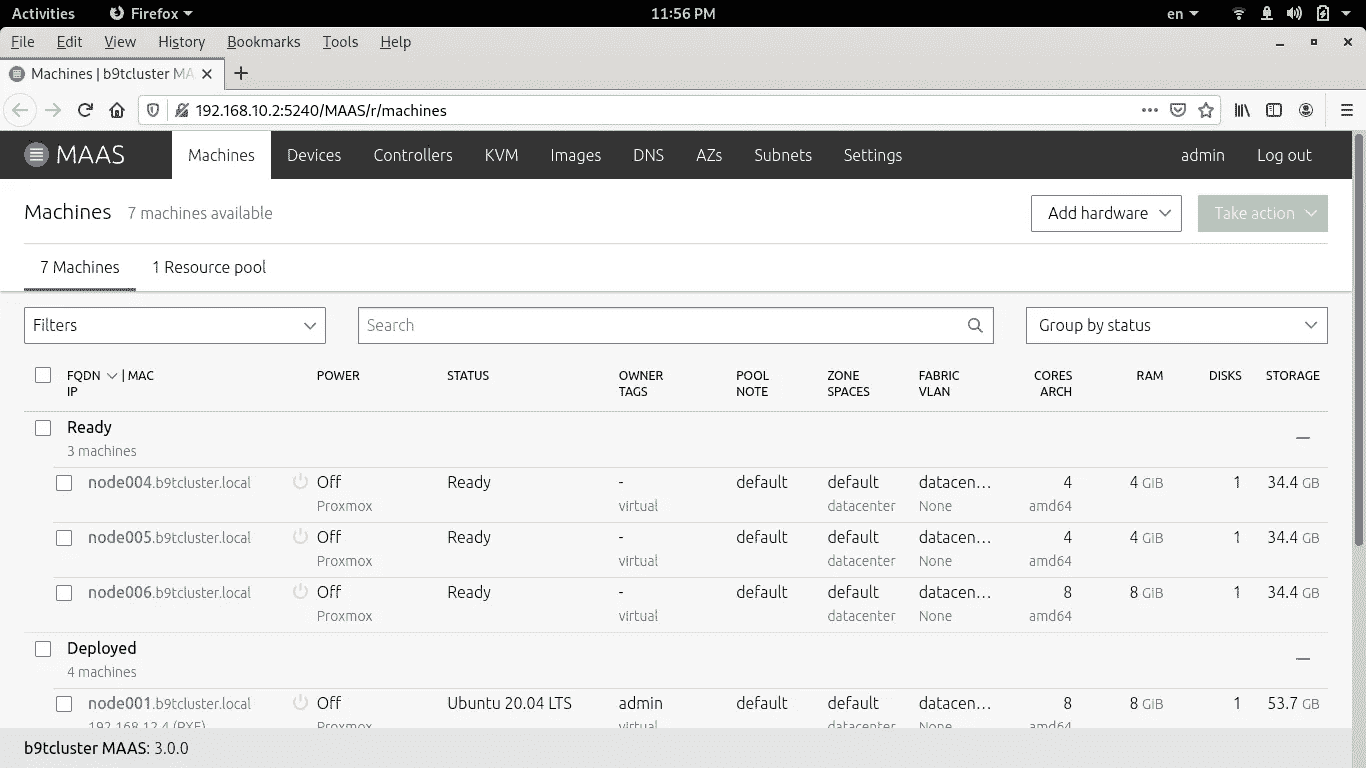 Activities Firefox 11:56 PM en
File Edit View History Bookmarks Tools Help
Machines | b9tcluster MA
192.168.10.2:5240/MAAS/r/machines
MAAS Machines Devices Controllers KVM Images DNS AZs Subnets Settings admin Log out
Machines 7 machines available Add hardware Take action
7 Machines 1 Resource pool
Filters Search Group by status
FQDN | MAC POWER STATUS OWNER POOL ZONE FABRIC CORES RAM DISKS STORAGE
IP TAGS NOTE SPACES VLAN ARCH
Ready
3 machines
node004.b9tcluster.local Off Ready - default default datacen... 4 4 GiB 1 34.4 GB
Proxmox virtual datacenter None amd64
node005.b9tcluster.local Off Ready - default default datacen... 4 4 GiB 1 34.4 GB
Proxmox virtual datacenter None amd64
node006.b9tcluster.local Off Ready - default default datacen... 8 8 GiB 1 34.4 GB
Proxmox virtual datacenter None amd64
Deployed
4 machines
node001.b9tcluster.local Off Ubuntu 20.04 LTS admin default default datacen... 8 8 GiB 1 53.7 GB
192.168.12.4 (PXE) Proxmox virtual datacenter None amd64
b9tcluster MAAS: 3.0.0